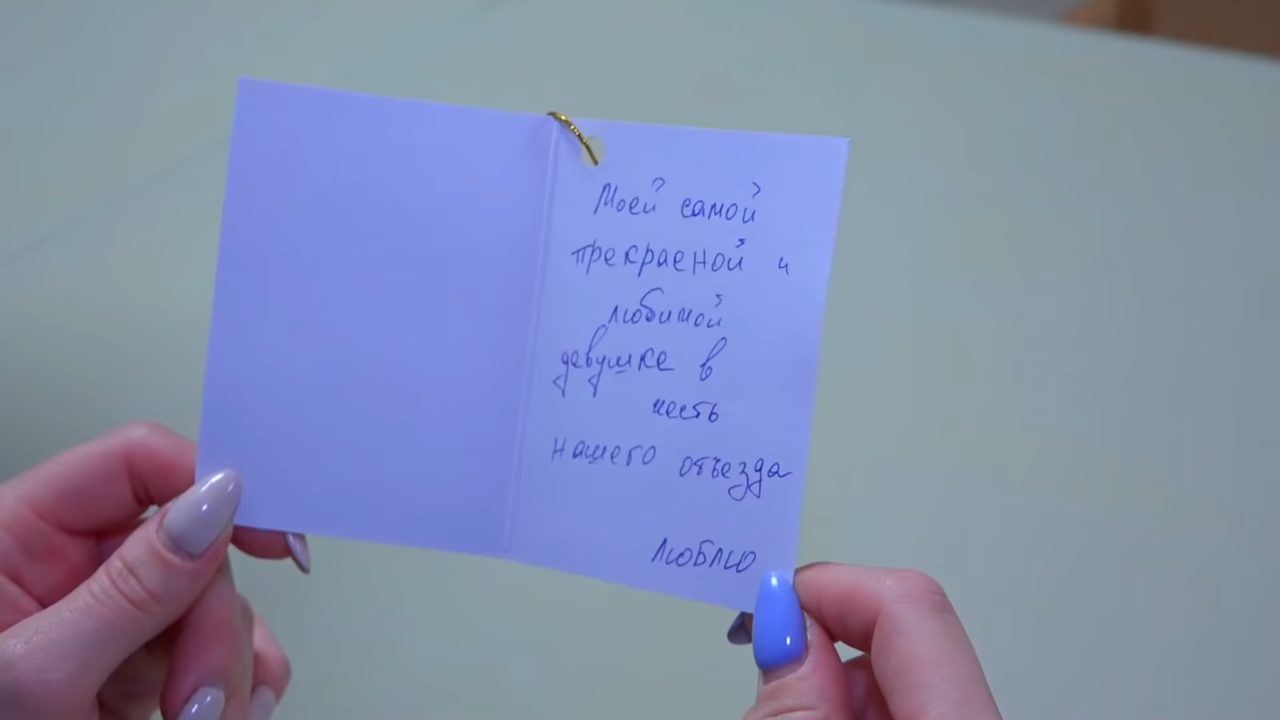 Моей самой
прекрасной и
любимой
девушке в
честь
нашего отъезда
люблю